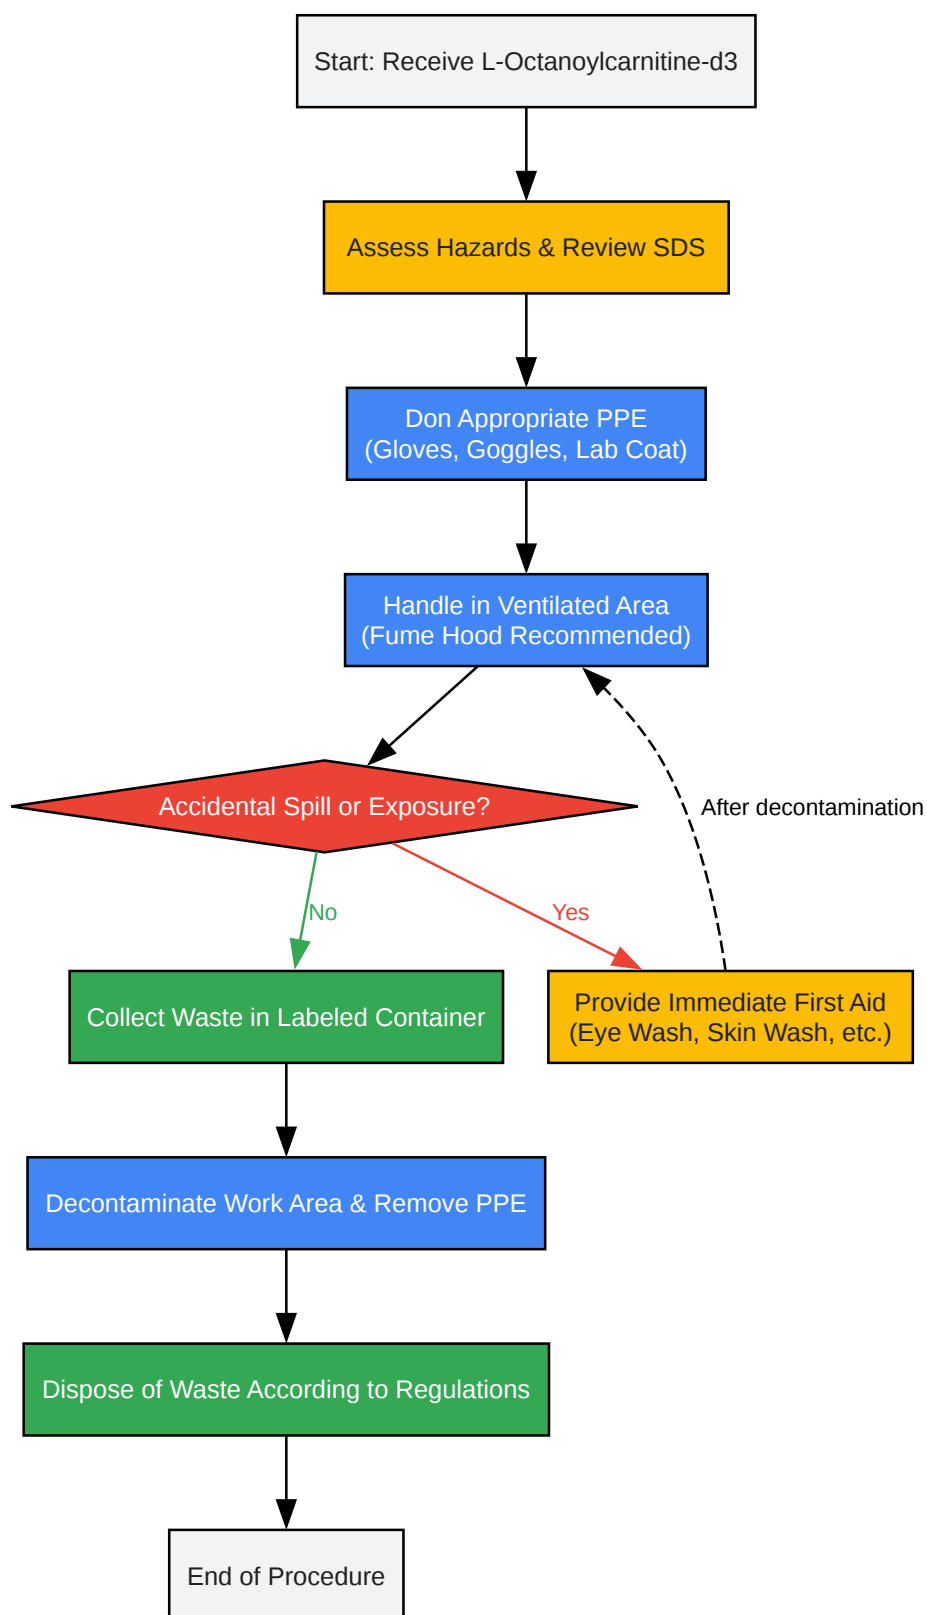 Start: Receive L-Octanoylcarnitine-d3
Assess Hazards & Review SDS
Don Appropriate PPE
(Gloves, Goggles, Lab Coat)
Handle in Ventilated Area
(Fume Hood Recommended)
Accidental Spill or Exposure?
After decontamination
No
Yes
Collect Waste in Labeled Container
Provide Immediate First Aid
(Eye Wash, Skin Wash, etc.)
Decontaminate Work Area & Remove PPE
Dispose of Waste According to Regulations
End of Procedure